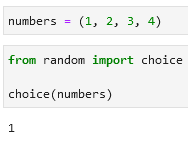 numbers = (1, 2, 3, 4)
from random import choice
choice(numbers)
1